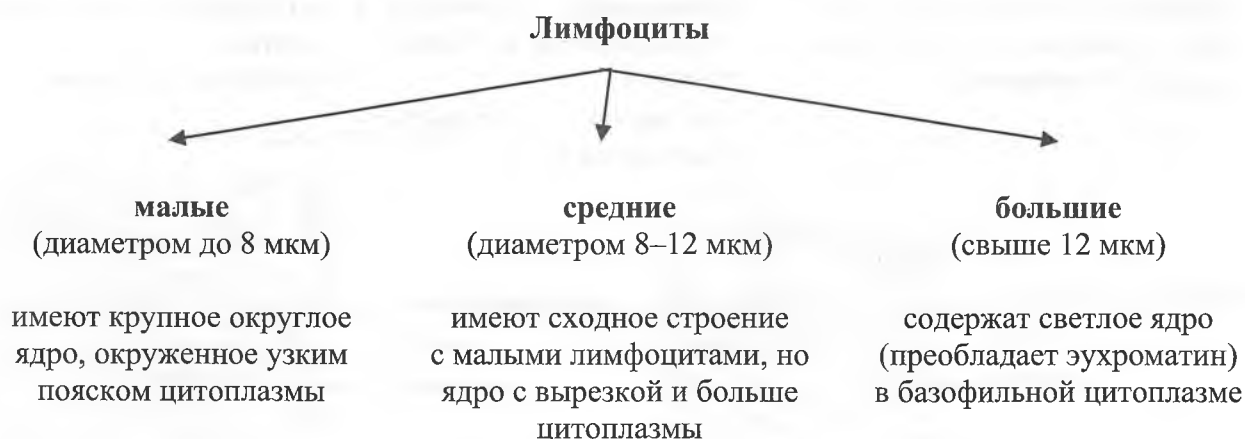 Лимфоциты
малые
(диаметром до 8 мкм)
имеют крупное округлое
ядро, окруженное узким
пояском цитоплазмы
средние
(диаметром 8–12 мкм)
имеют сходное строение
с малыми лимфоцитами, но
ядро с вырезкой и больше
цитоплазмы
большие
(свыше 12 мкм)
содержат светлое ядро
(преобладает эухроматин)
в базофильной цитоплазме